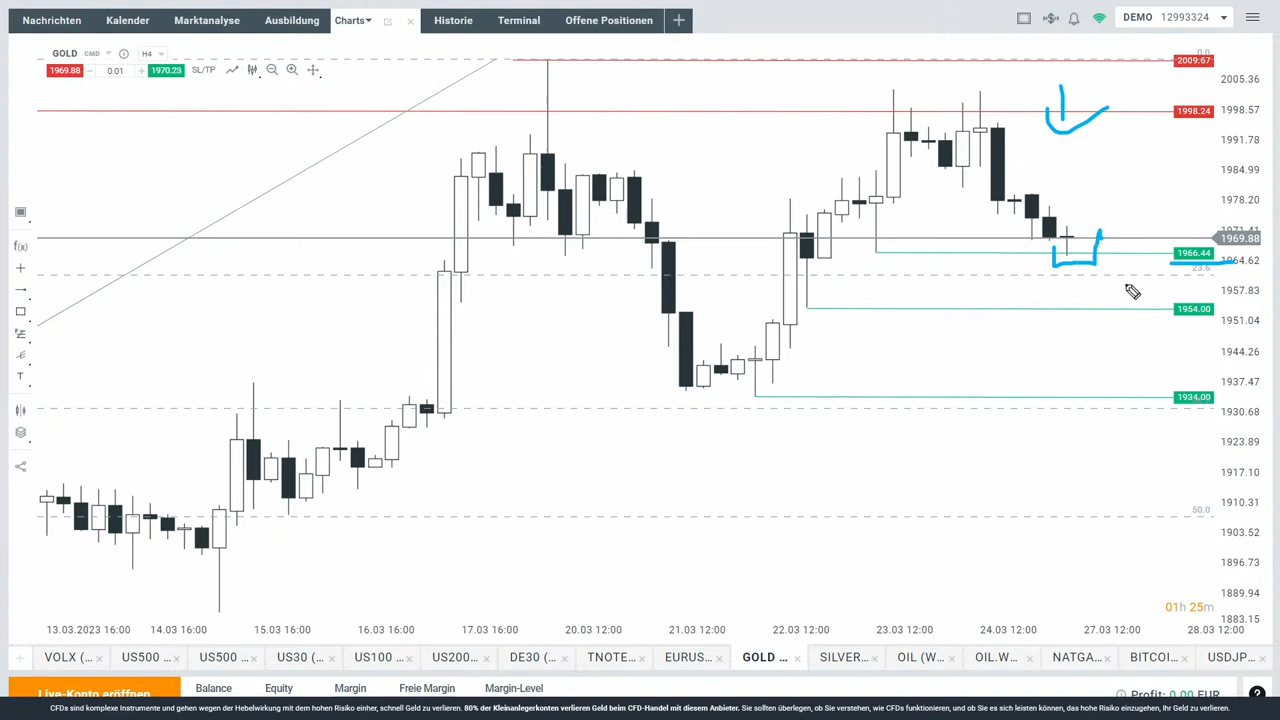 Nachrichten Kalender Marktanalyse Ausbildung Charts Historie Terminal Offene Positionen DEMO 12993324
GOLD CMD H4
1969.88 0.01 1970.23 SL/TP
0.0
2009.67
2005.36
1998.57
1998.24
1991.78
1984.99
1978.20
1971.41
1969.88
1966.44
1964.62
23.6
1957.83
1954.00
1951.04
1944.26
1937.47
1934.00
1930.68
1923.89
1917.10
1910.31
50.0
1903.52
1896.73
1889.94
1883.15
f(x)
T
01h 25m
13.03.2023 16:00 14.03 16:00 15.03 16:00 16.03 16:00 17.03 16:00 20.03 12:00 21.03 12:00 22.03 12:00 23.03 12:00 24.03 12:00 27.03 12:00 28.03 12:00
VOLX (... US500 ... US500 ... US30 (... US100 ... US200... DE30 (... TNOTE... EURUS... GOLD ... SILVER... OIL (W... OIL.W... NATGA... BITCOI... USDJP...
Live-Konto eröffnen Balance Equity Margin Freie Margin Margin-Level Profit: 0.00 EUR ?
CFDs sind komplexe Instrumente und gehen wegen der Hebelwirkung mit dem hohen Risiko einher, schnell Geld zu verlieren. 80% der Kleinanlegerkonten verlieren Geld beim CFD-Handel mit diesem Anbieter. Sie sollten überlegen, ob Sie verstehen, wie CFDs funktionieren, und ob Sie es sich leisten können, das hohe Risiko einzugehen, Ihr Geld zu verlieren.